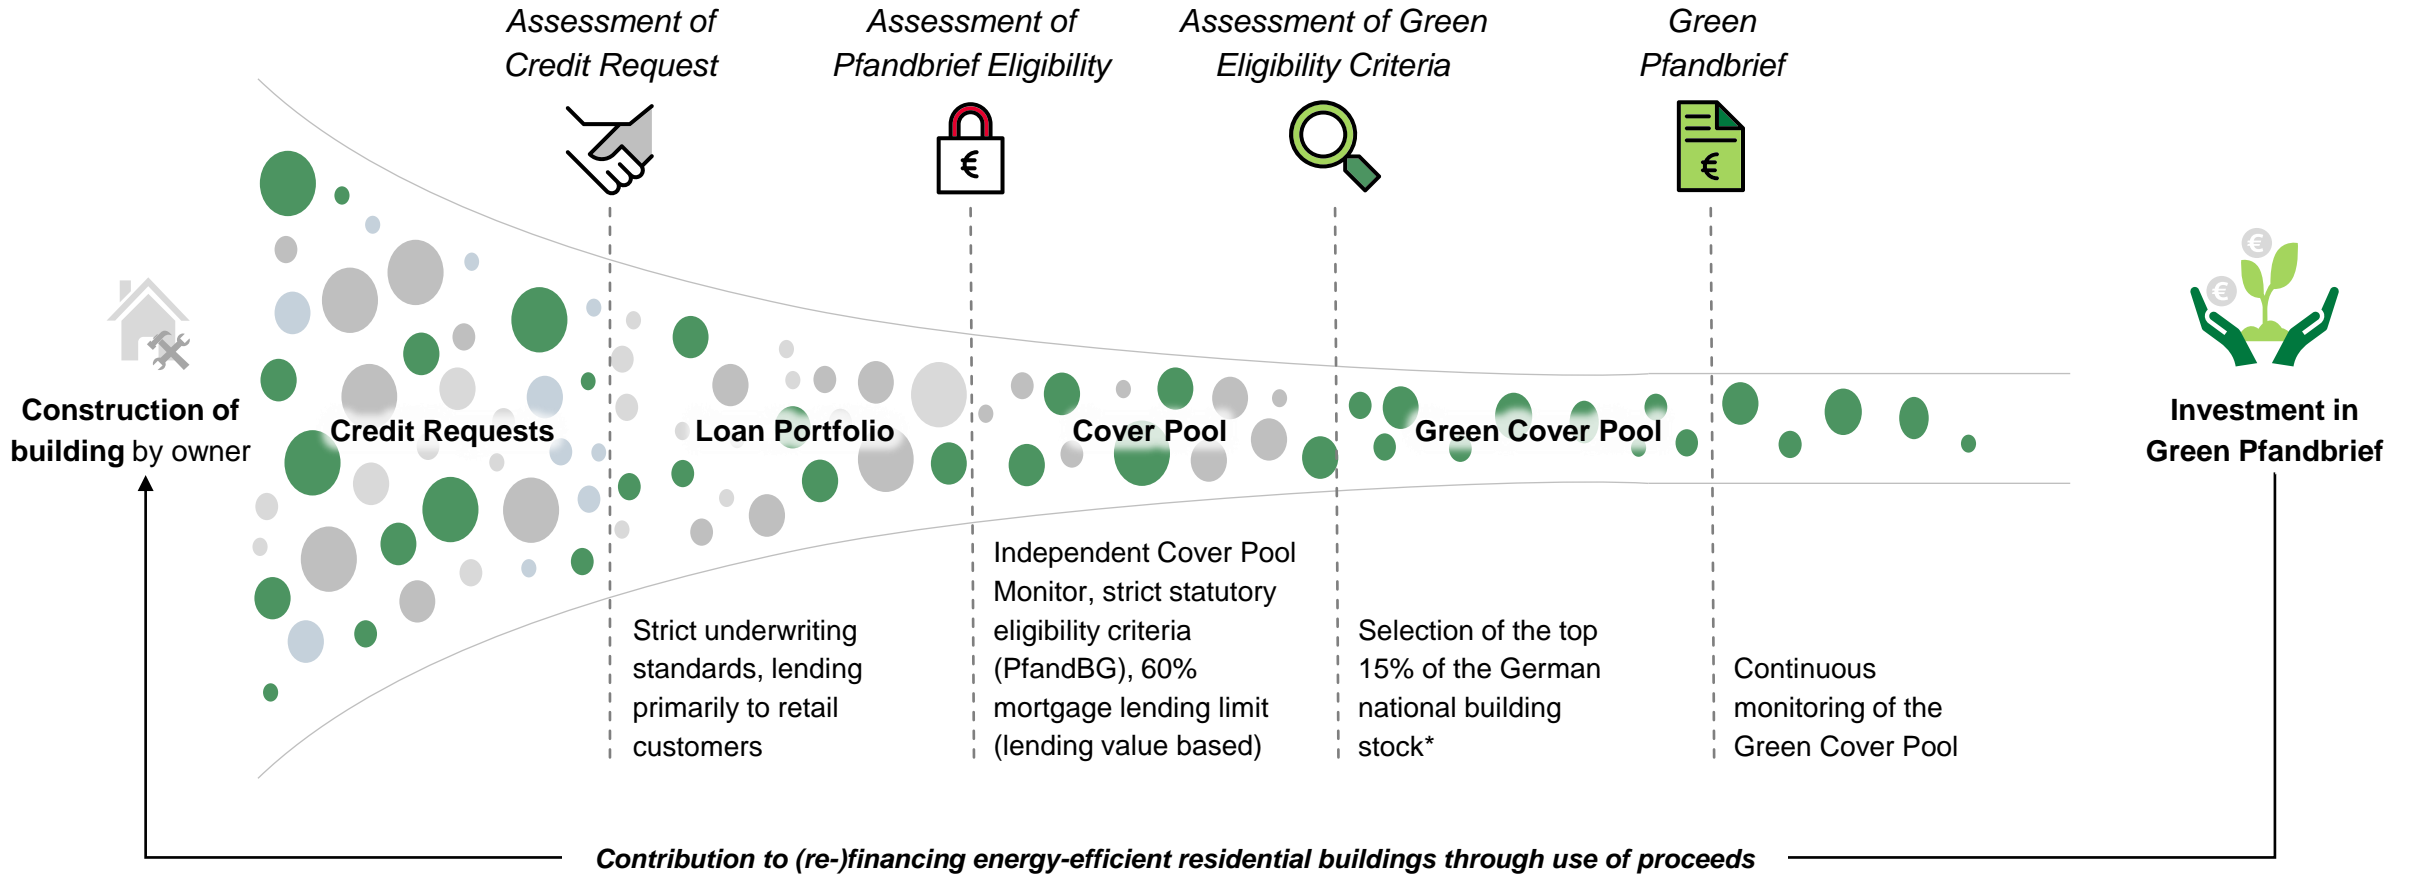 Assessment of
Credit Request
Assessment of
Pfandbrief Eligibility
Assessment of Green
Eligibility Criteria
Green
Pfandbrief
€
€
€
€
Construction of
building by owner
Credit Requests
Loan Portfolio
Cover Pool
Green Cover Pool
Investment in
Green Pfandbrief
Strict underwriting
standards, lending
primarily to retail
customers
Independent Cover Pool
Monitor, strict statutory
eligibility criteria
(PfandBG), 60%
mortgage lending limit
(lending value based)
Selection of the top
15% of the German
national building
stock*
Continuous
monitoring of the
Green Cover Pool
Contribution to (re-)financing energy-efficient residential buildings through use of proceeds